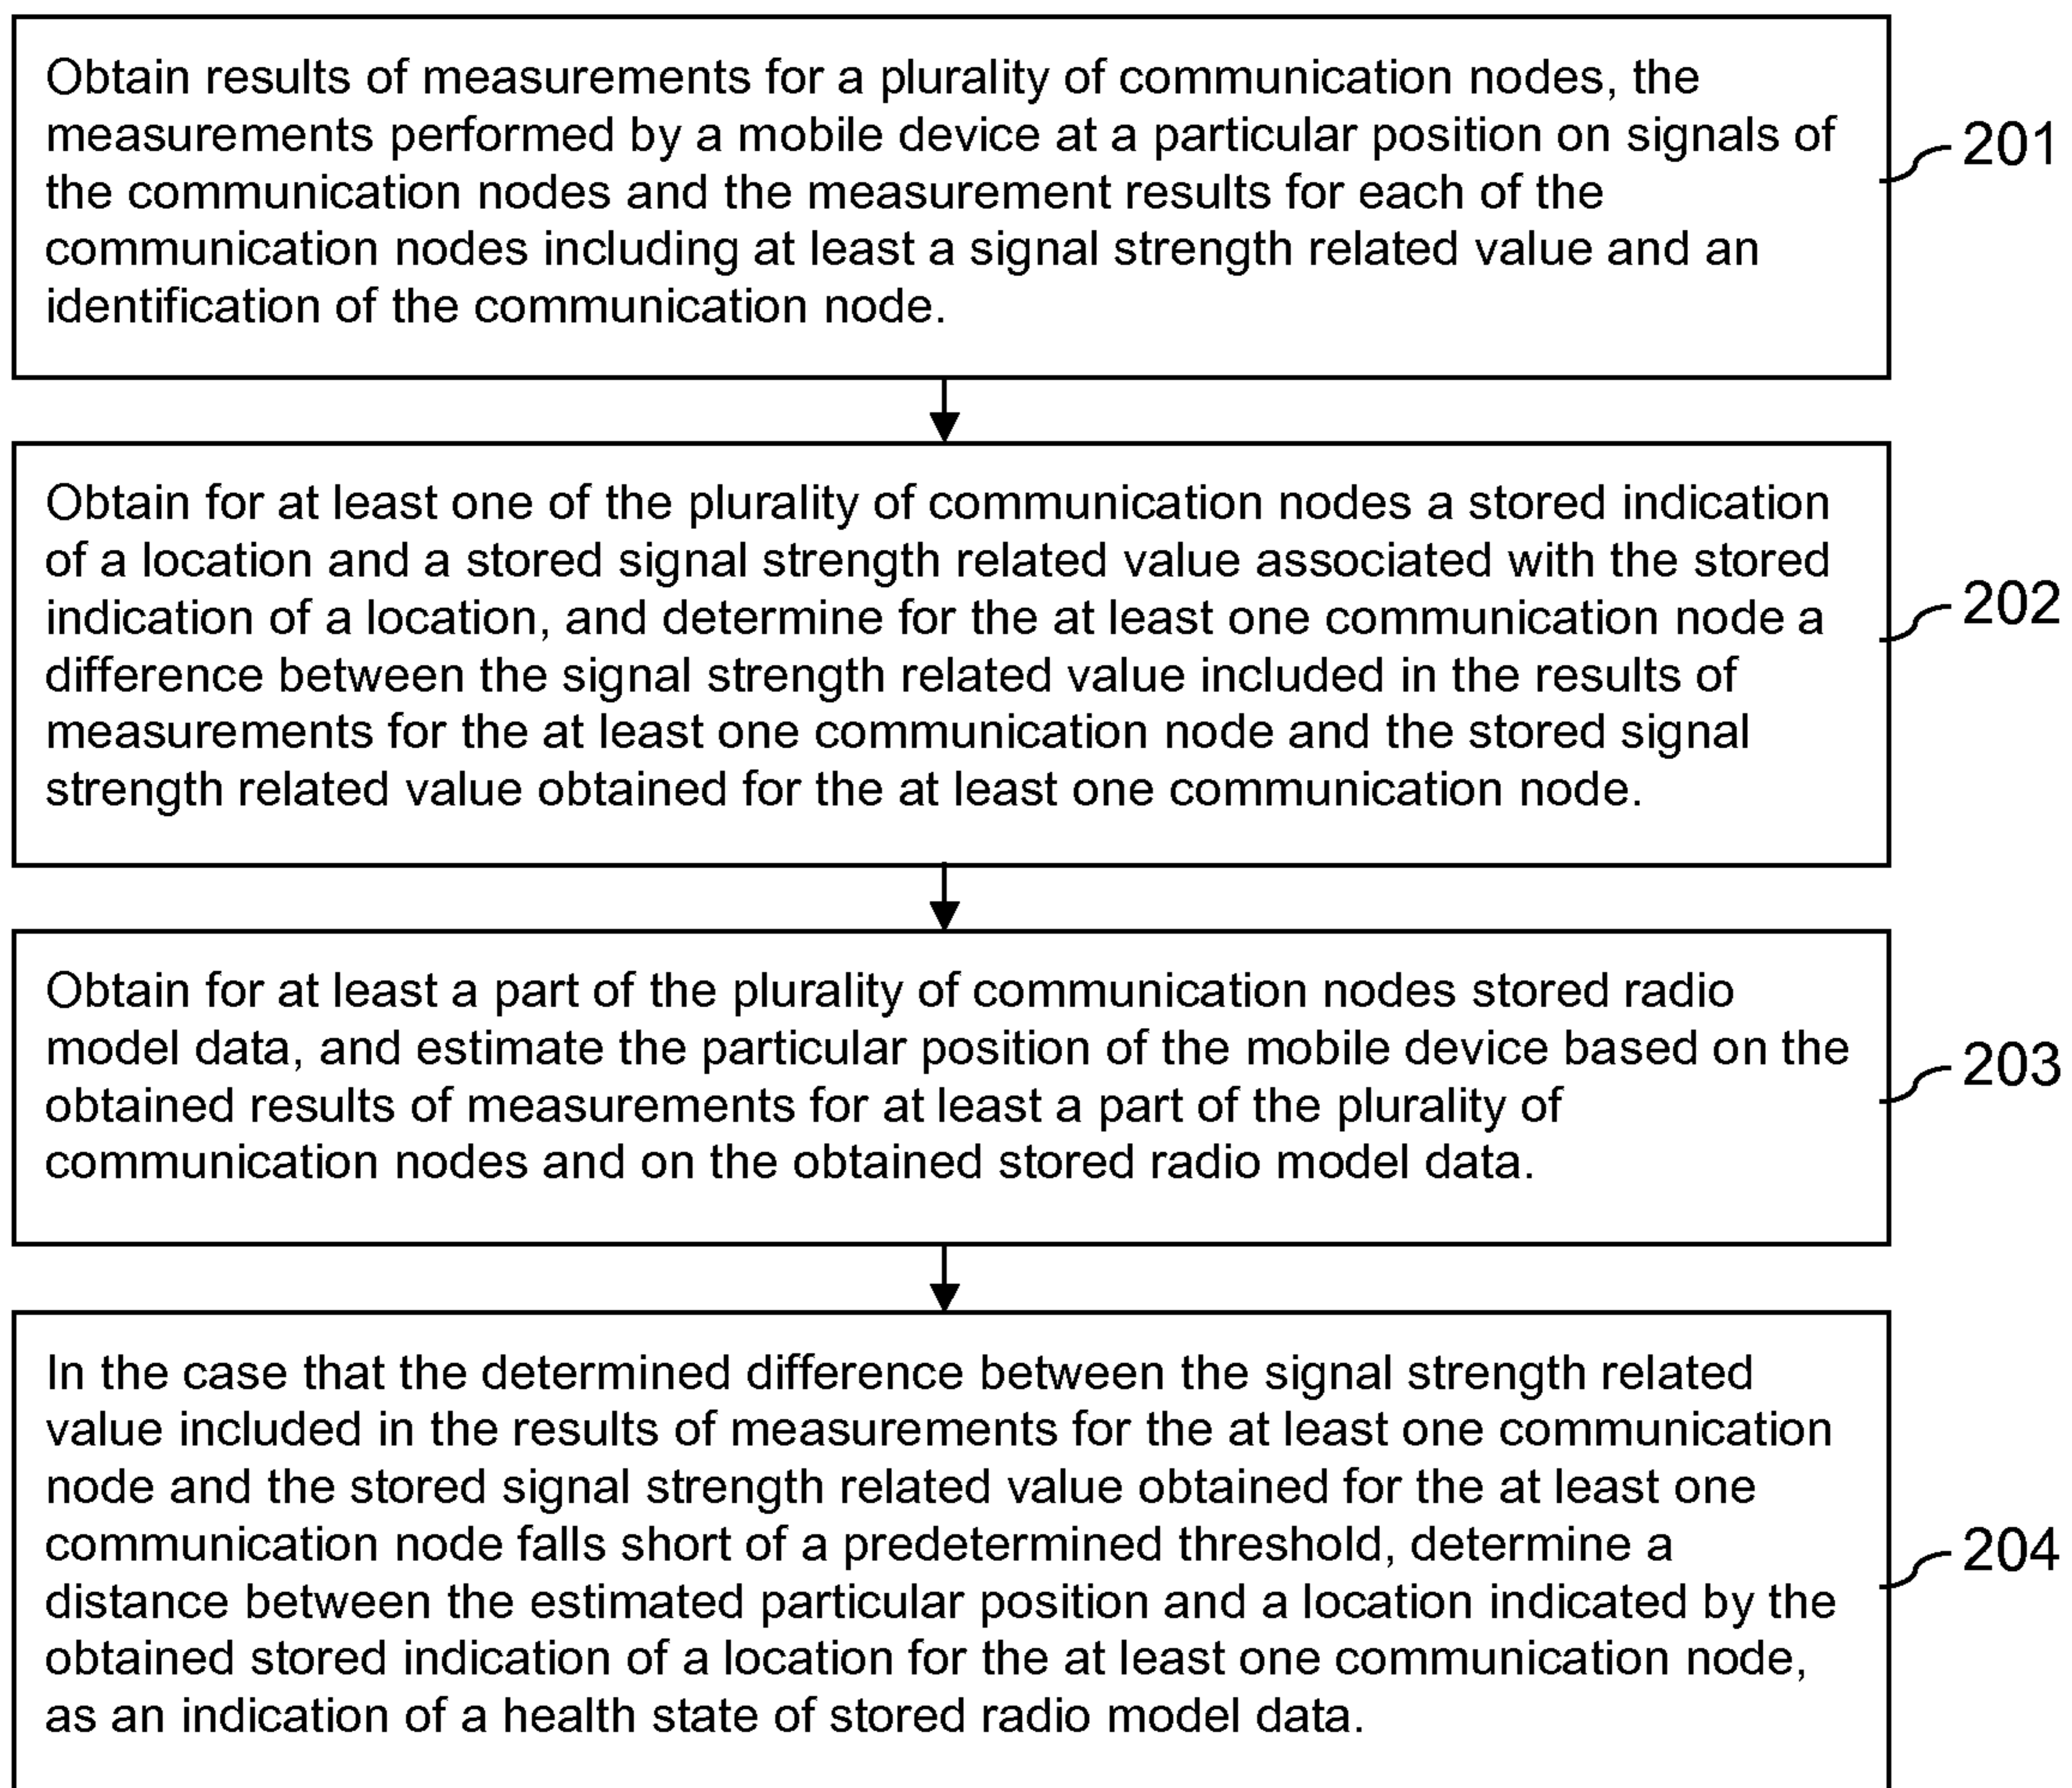 Obtain results of measurements for a plurality of communication nodes, the
measurements performed by a mobile device at a particular position on signals of
the communication nodes and the measurement results for each of the
communication nodes including at least a signal strength related value and an
identification of the communication node.
201
Obtain for at least one of the plurality of communication nodes a stored indication
of a location and a stored signal strength related value associated with the stored
indication of a location, and determine for the at least one communication node a
difference between the signal strength related value included in the results of
measurements for the at least one communication node and the stored signal
strength related value obtained for the at least one communication node.
202
Obtain for at least a part of the plurality of communication nodes stored radio
model data, and estimate the particular position of the mobile device based on the
obtained results of measurements for at least a part of the plurality of
communication nodes and on the obtained stored radio model data.
203
In the case that the determined difference between the signal strength related
value included in the results of measurements for the at least one communication
node and the stored signal strength related value obtained for the at least one
communication node falls short of a predetermined threshold, determine a
distance between the estimated particular position and a location indicated by the
obtained stored indication of a location for the at least one communication node,
as an indication of a health state of stored radio model data.
204